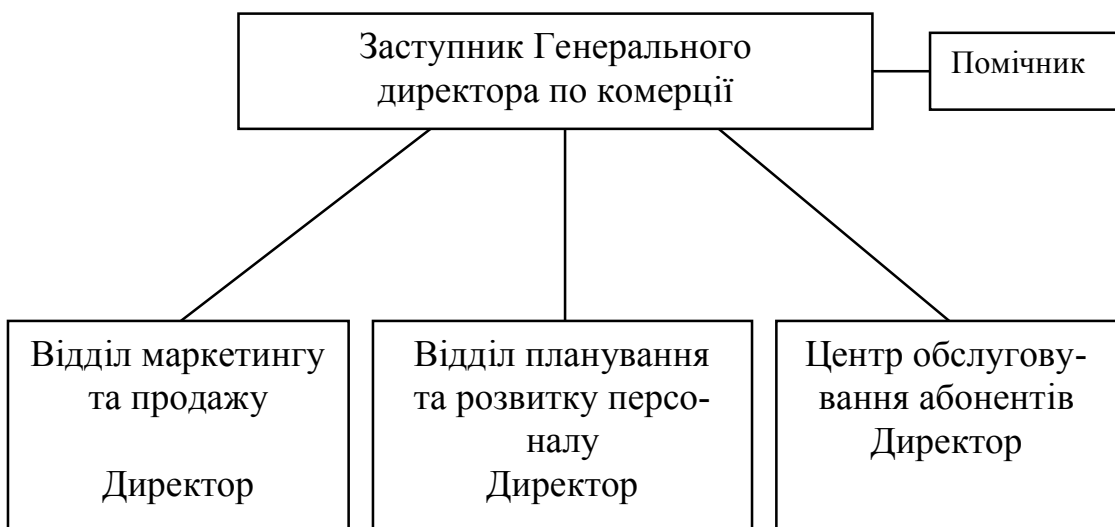 Заступник Генерального
директора по комерції
Помічник
Відділ маркетингу
та продажу
Директор
Відділ планування
та розвитку персо-
налу
Директор
Центр обслугову-
вання абонентів
Директор